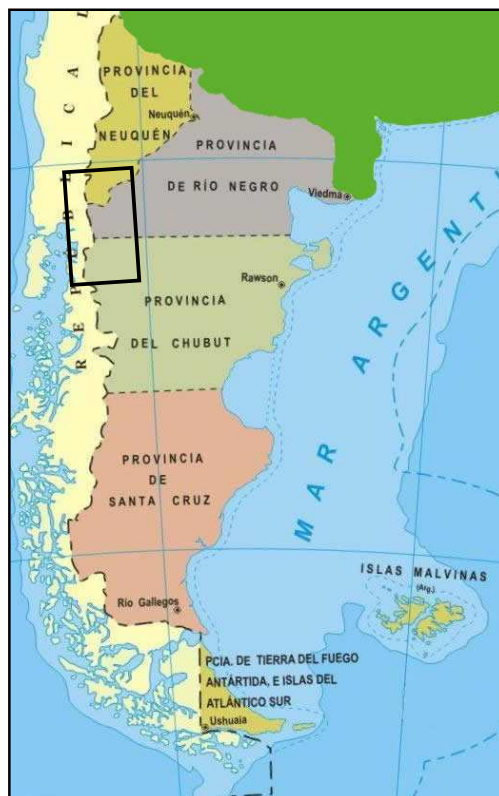 R E P Ú B L I C A
PROVINCIA
DEL
NEUQUÉN
Neuquén
PROVINCIA
DE RÍO NEGRO
Viedma
Rawson
PROVINCIA
DEL CHUBUT
MAR ARGENT
PROVINCIA
DE
SANTA CRUZ
ISLAS MALVINAS
(Arg.)
Río Gallegos
PCIA. DE TIERRA DEL FUEGO
ANTÁRTIDA, E ISLAS DEL
ATLÁNTICO SUR
Ushuaia